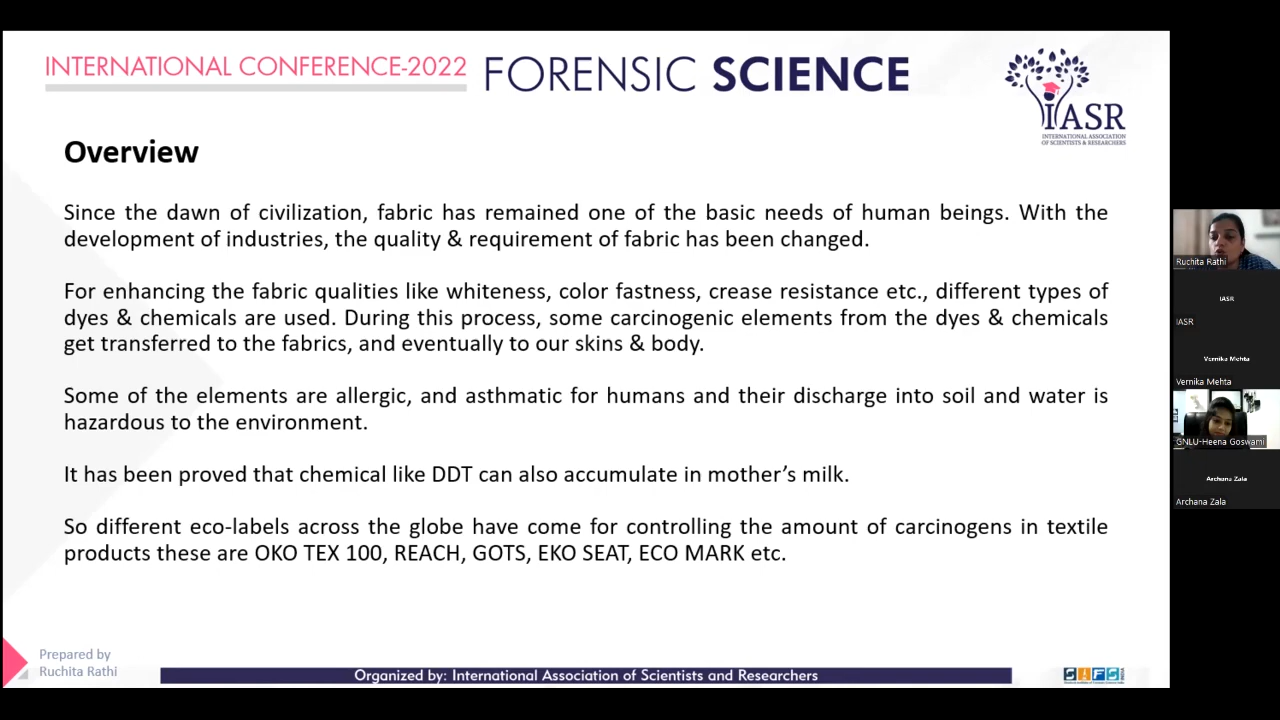 INTERNATIONAL CONFERENCE-2022 FORENSIC SCIENCE
IASR
INTERNATIONAL ASSOCIATION
OF SCIENTISTS & RESEARCHERS
Overview
Since the dawn of civilization, fabric has remained one of the basic needs of human beings. With the
development of industries, the quality & requirement of fabric has been changed.
For enhancing the fabric qualities like whiteness, color fastness, crease resistance etc., different types of
dyes & chemicals are used. During this process, some carcinogenic elements from the dyes & chemicals
get transferred to the fabrics, and eventually to our skins & body.
Some of the elements are allergic, and asthmatic for humans and their discharge into soil and water is
hazardous to the environment.
It has been proved that chemical like DDT can also accumulate in mother’s milk.
So different eco-labels across the globe have come for controlling the amount of carcinogens in textile
products these are OKO TEX 100, REACH, GOTS, EKO SEAT, ECO MARK etc.
Prepared by
Ruchita Rathi
Organized by: International Association of Scientists and Researchers
SIFS
Ruchita Rathi
IASR
IASR
Vernika Mehta
Vernika Mehta
GNLU-Heena Goswami
Archana Zala
Archana Zala